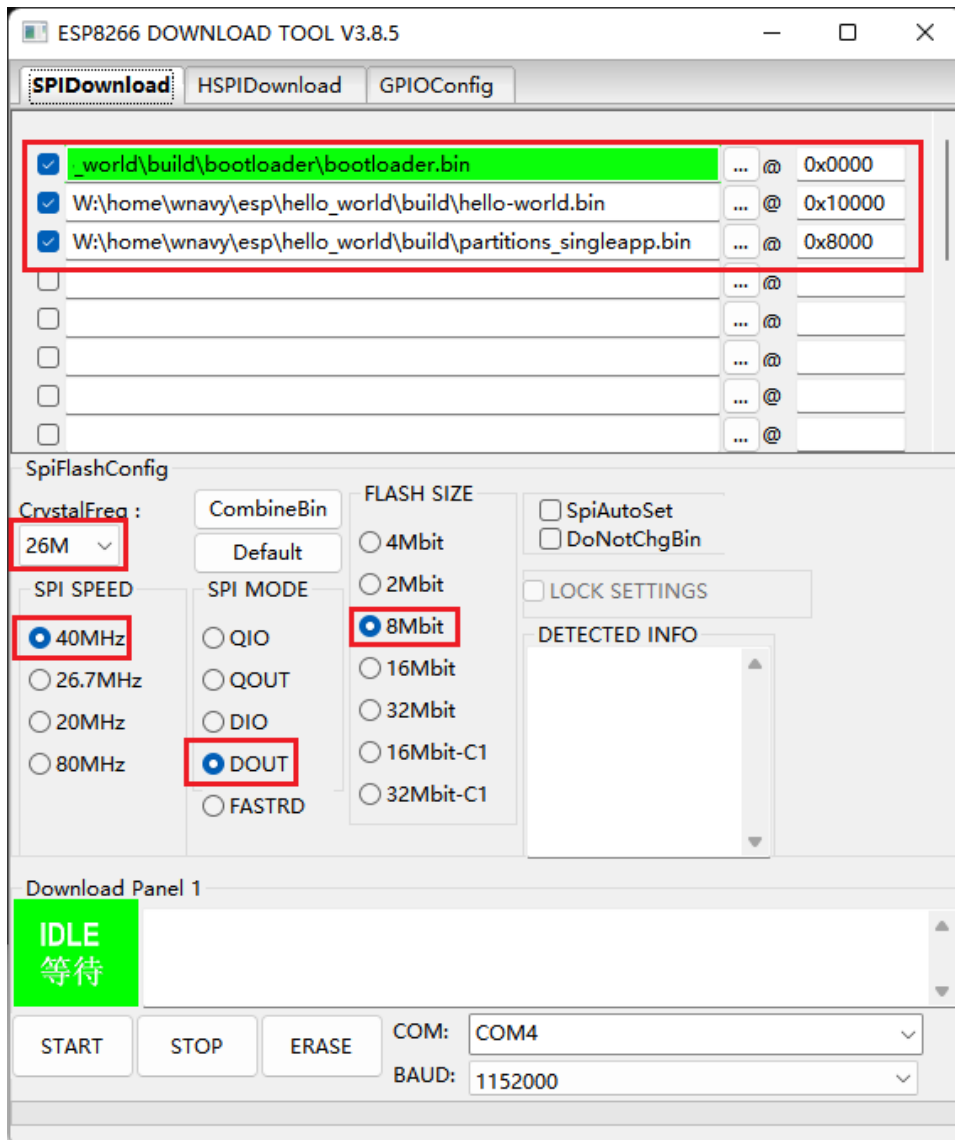 ESP8266 DOWNLOAD TOOL V3.8.5
SPIDownload HSPIDownload GPIOConfig
_world\build\bootloader\bootloader.bin ... @ 0x0000
W:\home\wnavy\esp\hello_world\build\hello-world.bin ... @ 0x10000
W:\home\wnavy\esp\hello_world\build\partitions_singleapp.bin ... @ 0x8000
... @
... @
... @
... @
... @
SpiFlashConfig
CrystalFreq :
26M
CombineBin
Default
SPI SPEED
40MHz
26.7MHz
20MHz
80MHz
SPI MODE
QIO
QOUT
DIO
DOUT
FASTRD
FLASH SIZE
4Mbit
2Mbit
8Mbit
16Mbit
32Mbit
16Mbit-C1
32Mbit-C1
SpiAutoSet
DoNotChgBin
LOCK SETTINGS
DETECTED INFO
Download Panel 1
IDLE
等待
START STOP ERASE
COM: COM4
BAUD: 1152000